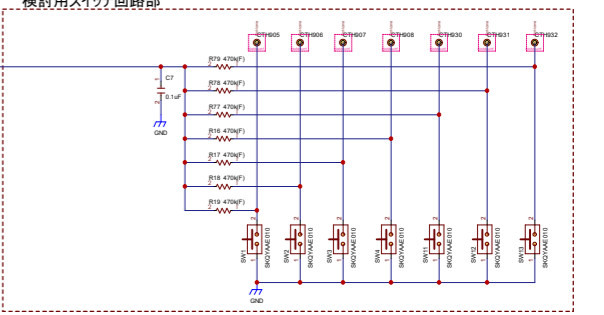 検討用スイッチ回路部
CTH905
CTH906
CTH907
CTH908
CTH930
CTH931
CTH932
R79 470k(F)
R78 470k(F)
R77 470k(F)
R16 470k(F)
R17 470k(F)
R18 470k(F)
R19 470k(F)
1
C7
0.1uF
2
GND
SW1
SKQYAAE010
SW2
SKQYAAE010
SW3
SKQYAAE010
SW4
SKQYAAE010
SW11
SKQYAAE010
SW12
SKQYAAE010
SW13
SKQYAAE010
GND